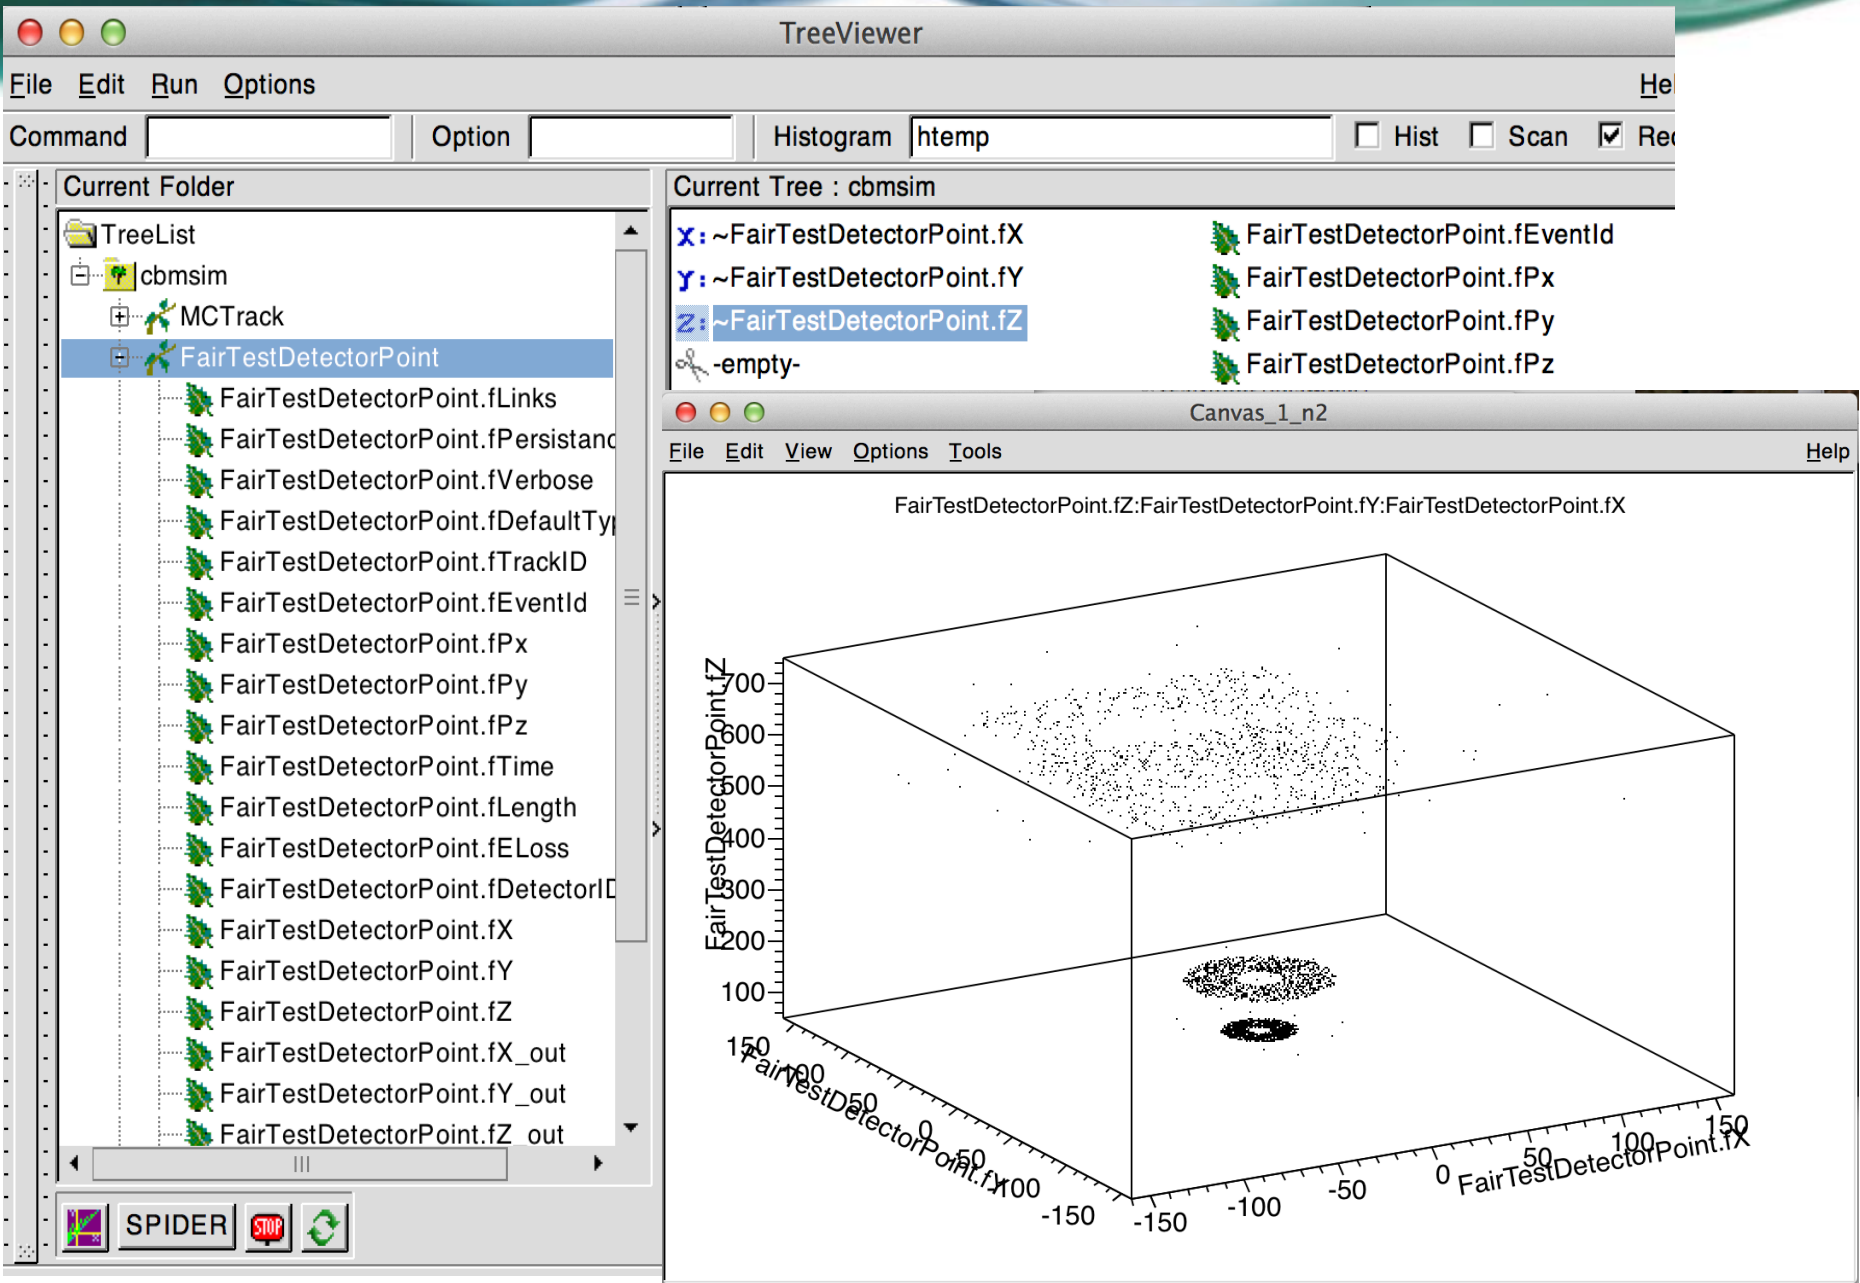 TreeViewer
File Edit Run Options Hel
Command Option Histogram htemp Hist Scan Rec
Current Folder
TreeList
cbmsim
MCTrack
FairTestDetectorPoint
FairTestDetectorPoint.fLinks
FairTestDetectorPoint.fPersistanc
FairTestDetectorPoint.fVerbose
FairTestDetectorPoint.fDefaultTy
FairTestDetectorPoint.fTrackID
FairTestDetectorPoint.fEventId
FairTestDetectorPoint.fPx
FairTestDetectorPoint.fPy
FairTestDetectorPoint.fPz
FairTestDetectorPoint.fTime
FairTestDetectorPoint.fLength
FairTestDetectorPoint.fELoss
FairTestDetectorPoint.fDetectorID
FairTestDetectorPoint.fX
FairTestDetectorPoint.fY
FairTestDetectorPoint.fZ
FairTestDetectorPoint.fX_out
FairTestDetectorPoint.fY_out
FairTestDetectorPoint.fZ_out
SPIDER STOP
Current Tree : cbmsim
X: ~FairTestDetectorPoint.fX
Y: ~FairTestDetectorPoint.fY
Z: ~FairTestDetectorPoint.fZ
-empty-
FairTestDetectorPoint.fEventId
FairTestDetectorPoint.fPx
FairTestDetectorPoint.fPy
FairTestDetectorPoint.fPz
Canvas_1_n2
File Edit View Options Tools Help
FairTestDetectorPoint.fZ:FairTestDetectorPoint.fY:FairTestDetectorPoint.fX
FairTestDetectorPoint.fZ
700
600
500
400
300
200
100
150
100
50
0
-50
-100
-150
FairTestDetectorPoint.fY
-150
-100
-50
0
50
100
150
FairTestDetectorPoint.fX